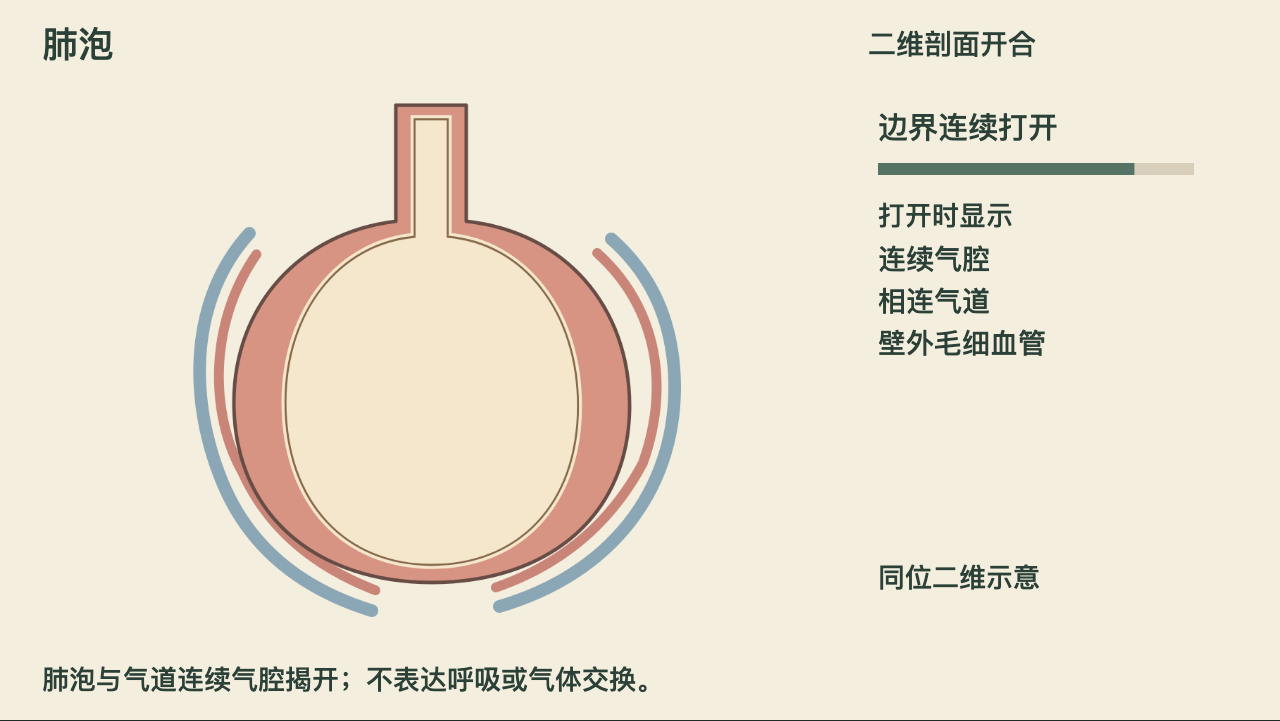 肺泡
二维剖面开合
边界连续打开
打开时显示
连续气腔
相连气道
壁外毛细血管
同位二维示意
肺泡与气道连续气腔揭开；不表达呼吸或气体交换。